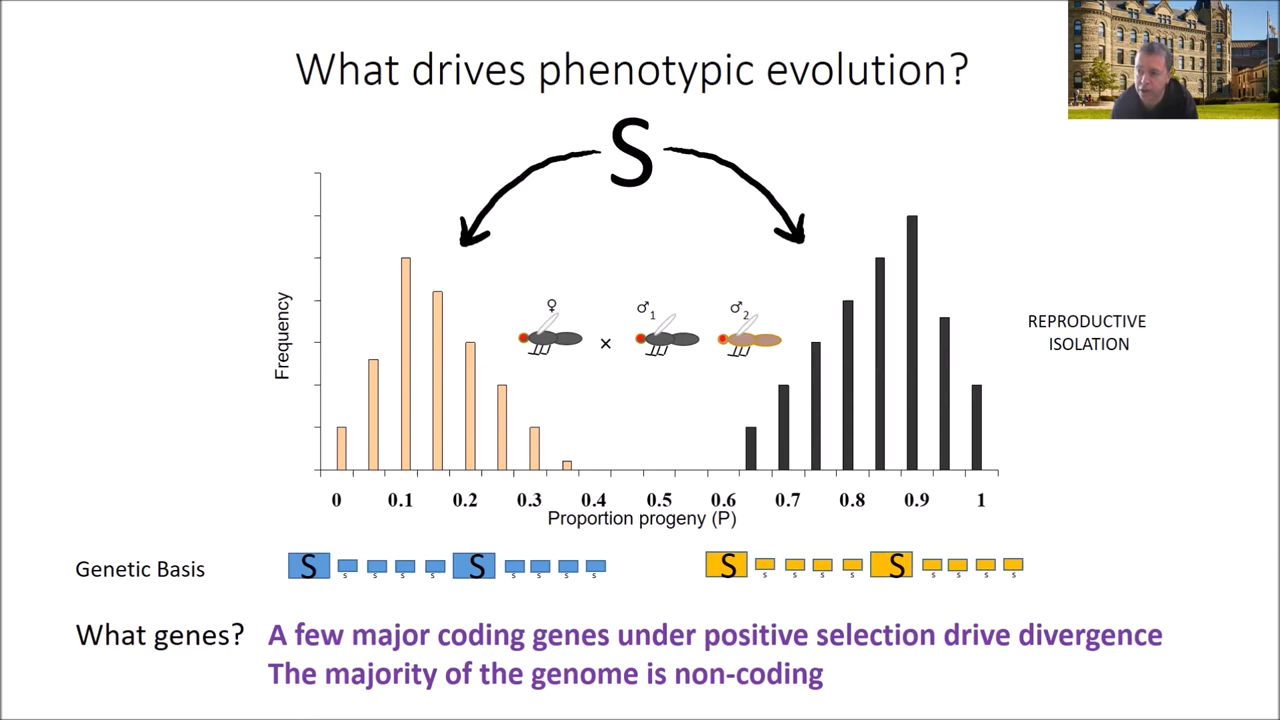 What drives phenotypic evolution?
S
♀
♂1
♂2
×
Frequency
REPRODUCTIVE
ISOLATION
0 0.1 0.2 0.3 0.4 0.5 0.6 0.7 0.8 0.9 1
Proportion progeny (P)
Genetic Basis
S s s s s S s s s s
S s s s s S s s s s
What genes? A few major coding genes under positive selection drive divergence
The majority of the genome is non-coding